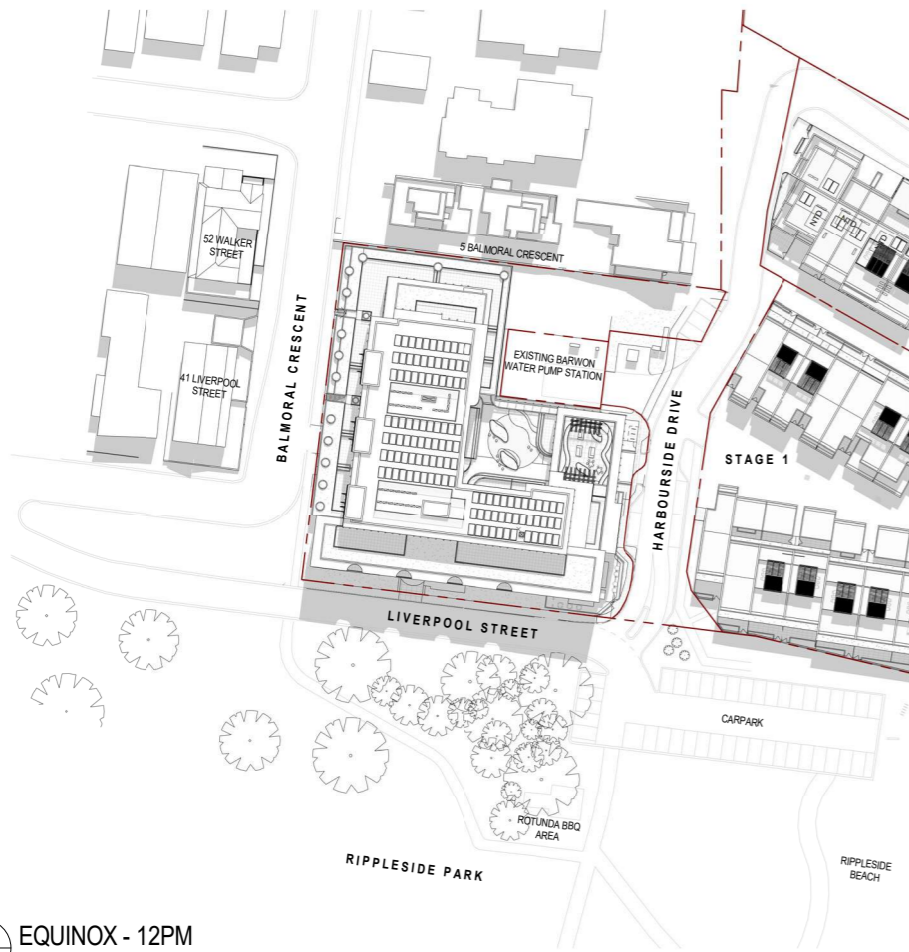 52 WALKER
STREET
5 BALMORAL CRESCENT
BALMORAL CRESCENT
EXISTING BARWON
WATER PUMP STATION
41 LIVERPOOL
STREET
HARBOURSIDE DRIVE
STAGE 1
LIVERPOOL STREET
CARPARK
ROTUNDA BBQ
AREA
RIPPLESIDE PARK
RIPPLESIDE
BEACH
EQUINOX - 12PM